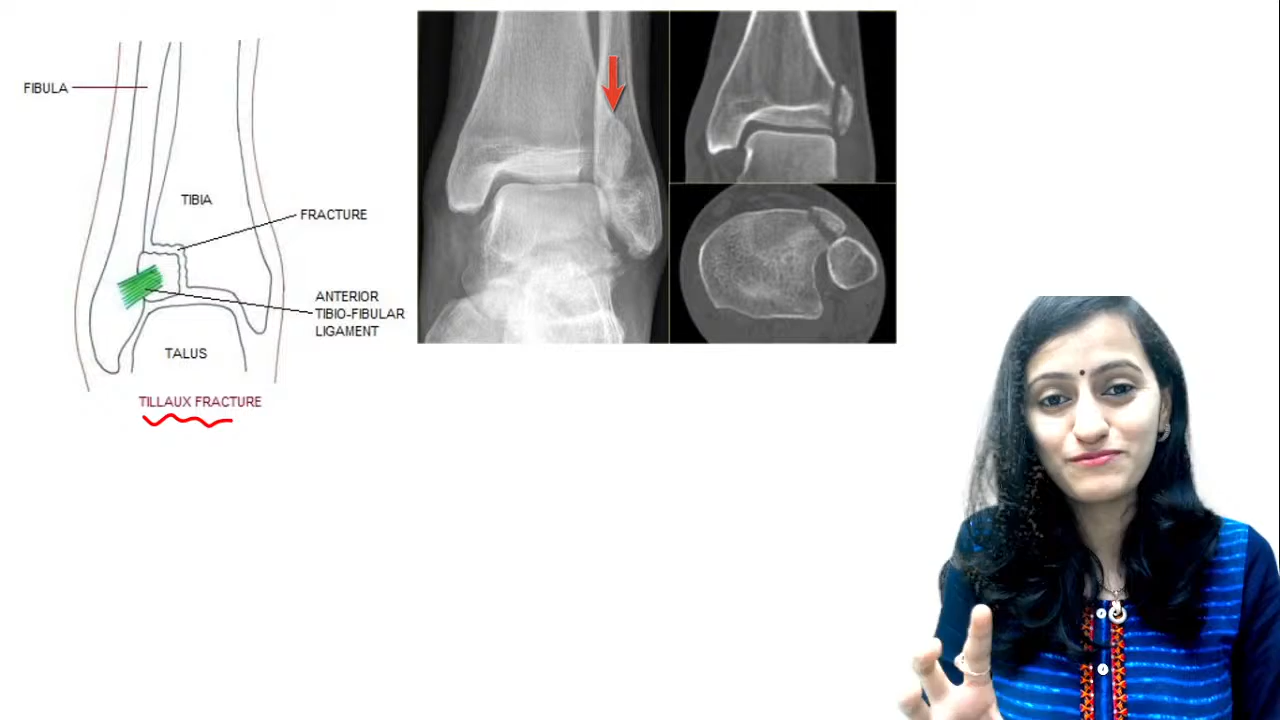 FIBULA
TIBIA
FRACTURE
ANTERIOR
TIBIO-FIBULAR
LIGAMENT
TALUS
TILLAUX FRACTURE